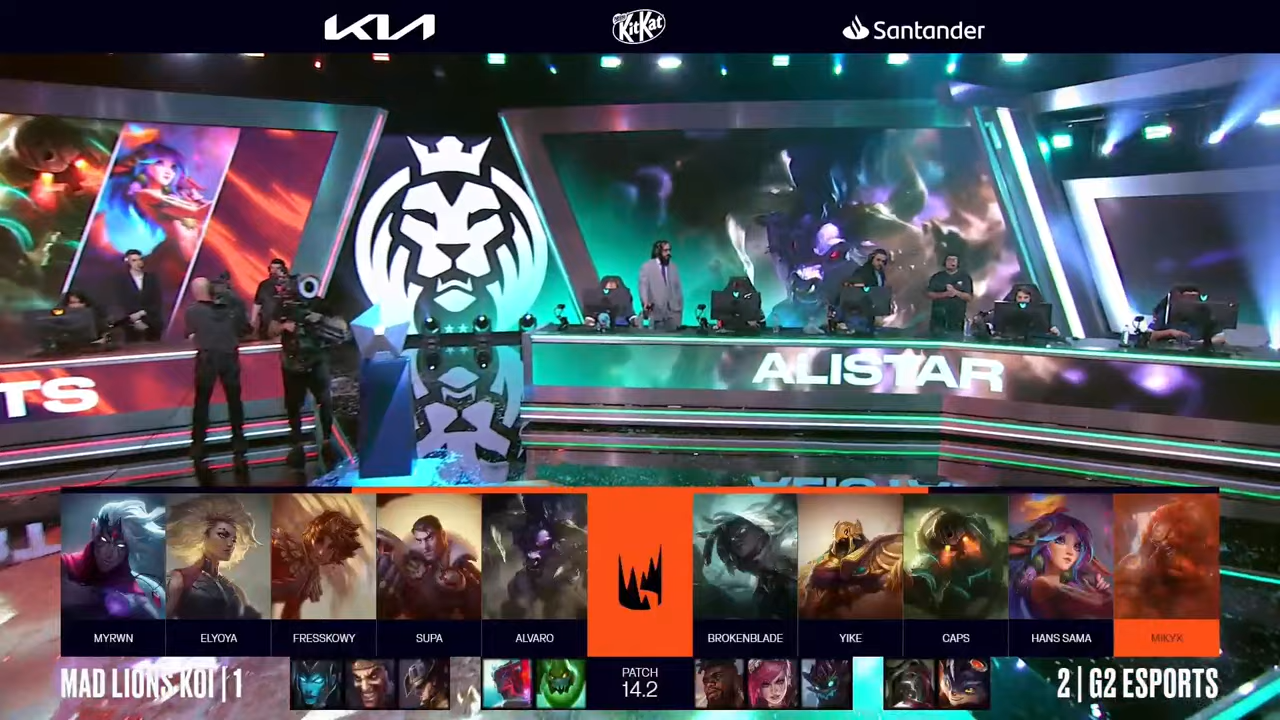 KIA
Nestlé
KitKat
Santander
TS
ALISTAR
MYRWN
ELYOYA
FRESSKOWY
SUPA
ALVARO
BROKENBLADE
YIKE
CAPS
HANS SAMA
MIKYX
MAD LIONS KOI | 1
PATCH
14.2
2 | G2 ESPORTS